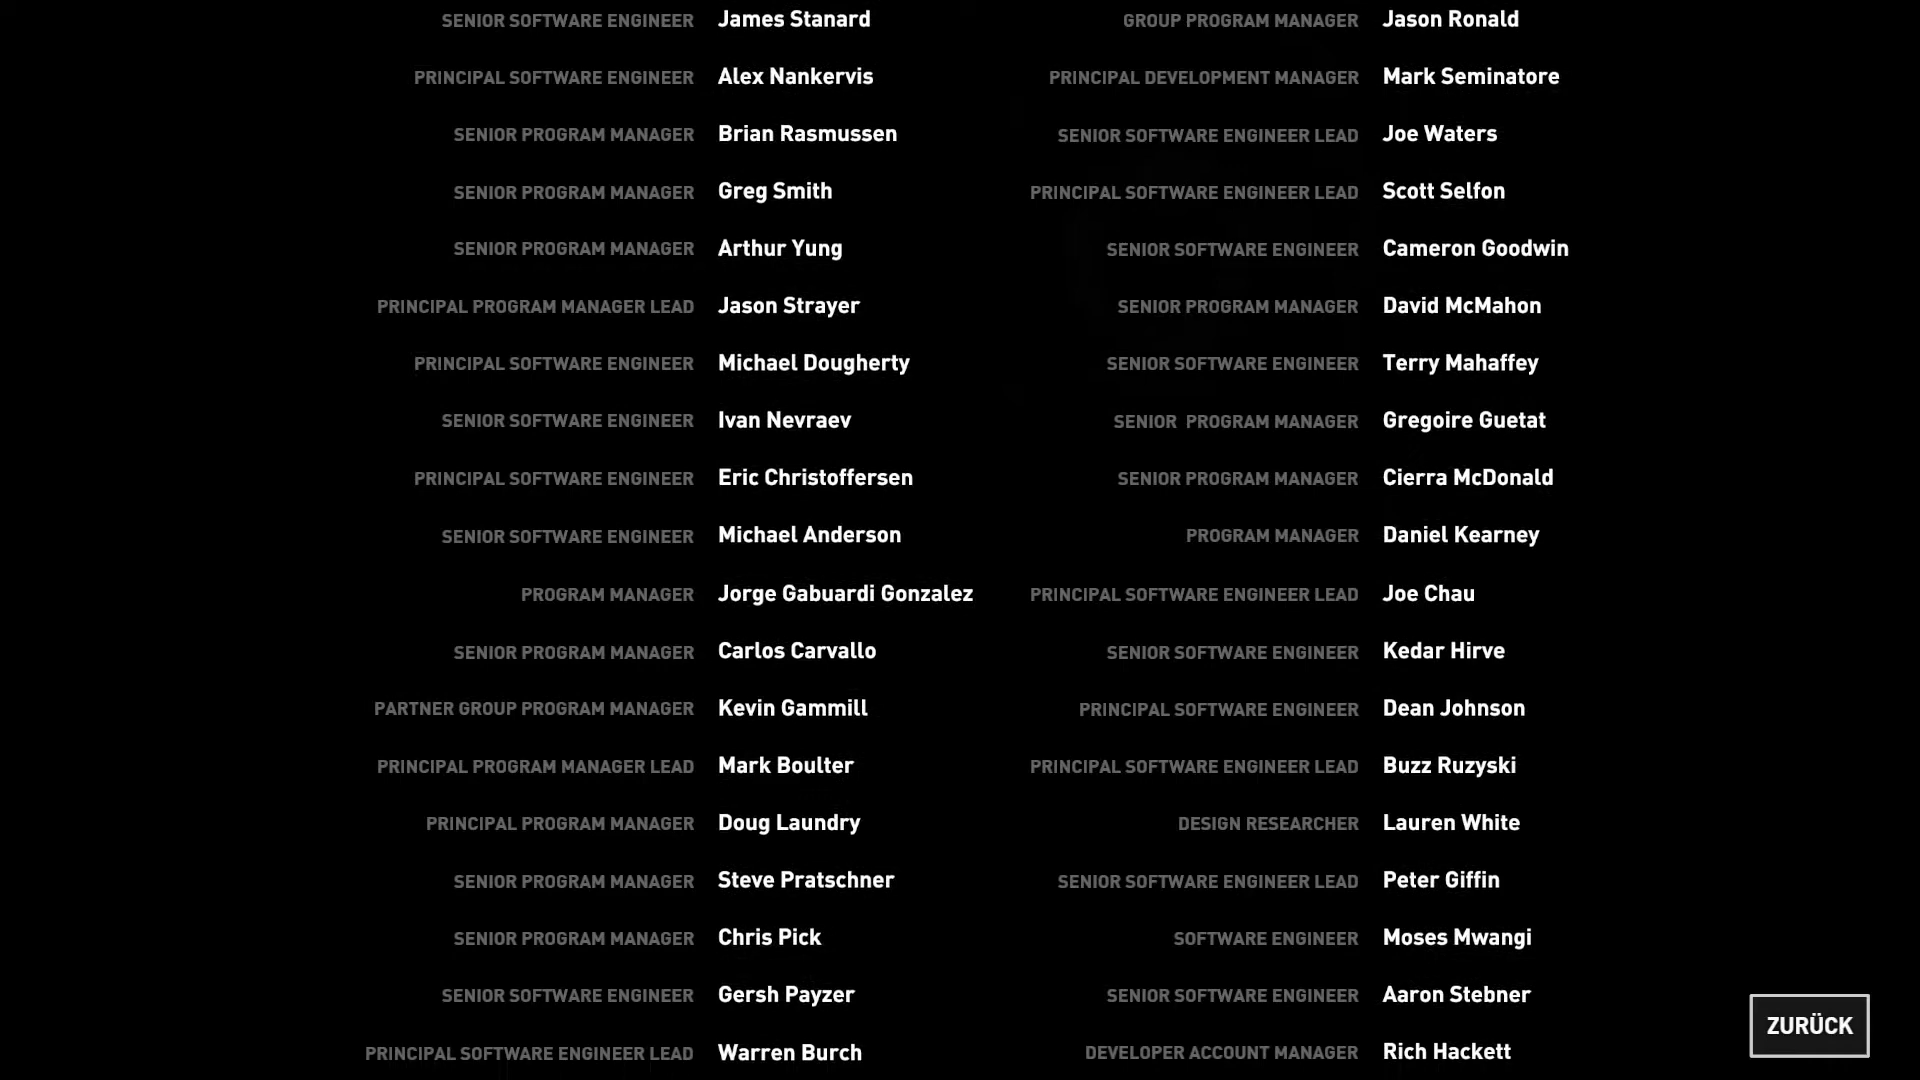 SENIOR SOFTWARE ENGINEER James Stanard
PRINCIPAL SOFTWARE ENGINEER Alex Nankervis
SENIOR PROGRAM MANAGER Brian Rasmussen
SENIOR PROGRAM MANAGER Greg Smith
SENIOR PROGRAM MANAGER Arthur Yung
PRINCIPAL PROGRAM MANAGER LEAD Jason Strayer
PRINCIPAL SOFTWARE ENGINEER Michael Dougherty
SENIOR SOFTWARE ENGINEER Ivan Nevraev
PRINCIPAL SOFTWARE ENGINEER Eric Christoffersen
SENIOR SOFTWARE ENGINEER Michael Anderson
PROGRAM MANAGER Jorge Gabuardi Gonzalez
SENIOR PROGRAM MANAGER Carlos Carvallo
PARTNER GROUP PROGRAM MANAGER Kevin Gammill
PRINCIPAL PROGRAM MANAGER LEAD Mark Boulter
PRINCIPAL PROGRAM MANAGER Doug Laundry
SENIOR PROGRAM MANAGER Steve Pratschner
SENIOR PROGRAM MANAGER Chris Pick
SENIOR SOFTWARE ENGINEER Gersh Payzer
PRINCIPAL SOFTWARE ENGINEER LEAD Warren Burch
GROUP PROGRAM MANAGER Jason Ronald
PRINCIPAL DEVELOPMENT MANAGER Mark Seminatore
SENIOR SOFTWARE ENGINEER LEAD Joe Waters
PRINCIPAL SOFTWARE ENGINEER LEAD Scott Selfon
SENIOR SOFTWARE ENGINEER Cameron Goodwin
SENIOR PROGRAM MANAGER David McMahon
SENIOR SOFTWARE ENGINEER Terry Mahaffey
SENIOR PROGRAM MANAGER Gregoire Guetat
SENIOR PROGRAM MANAGER Cierra McDonald
PROGRAM MANAGER Daniel Kearney
PRINCIPAL SOFTWARE ENGINEER LEAD Joe Chau
SENIOR SOFTWARE ENGINEER Kedar Hirve
PRINCIPAL SOFTWARE ENGINEER Dean Johnson
PRINCIPAL SOFTWARE ENGINEER LEAD Buzz Ruzyski
DESIGN RESEARCHER Lauren White
SENIOR SOFTWARE ENGINEER LEAD Peter Giffin
SOFTWARE ENGINEER Moses Mwangi
SENIOR SOFTWARE ENGINEER Aaron Stebner
DEVELOPER ACCOUNT MANAGER Rich Hackett
ZURÜCK